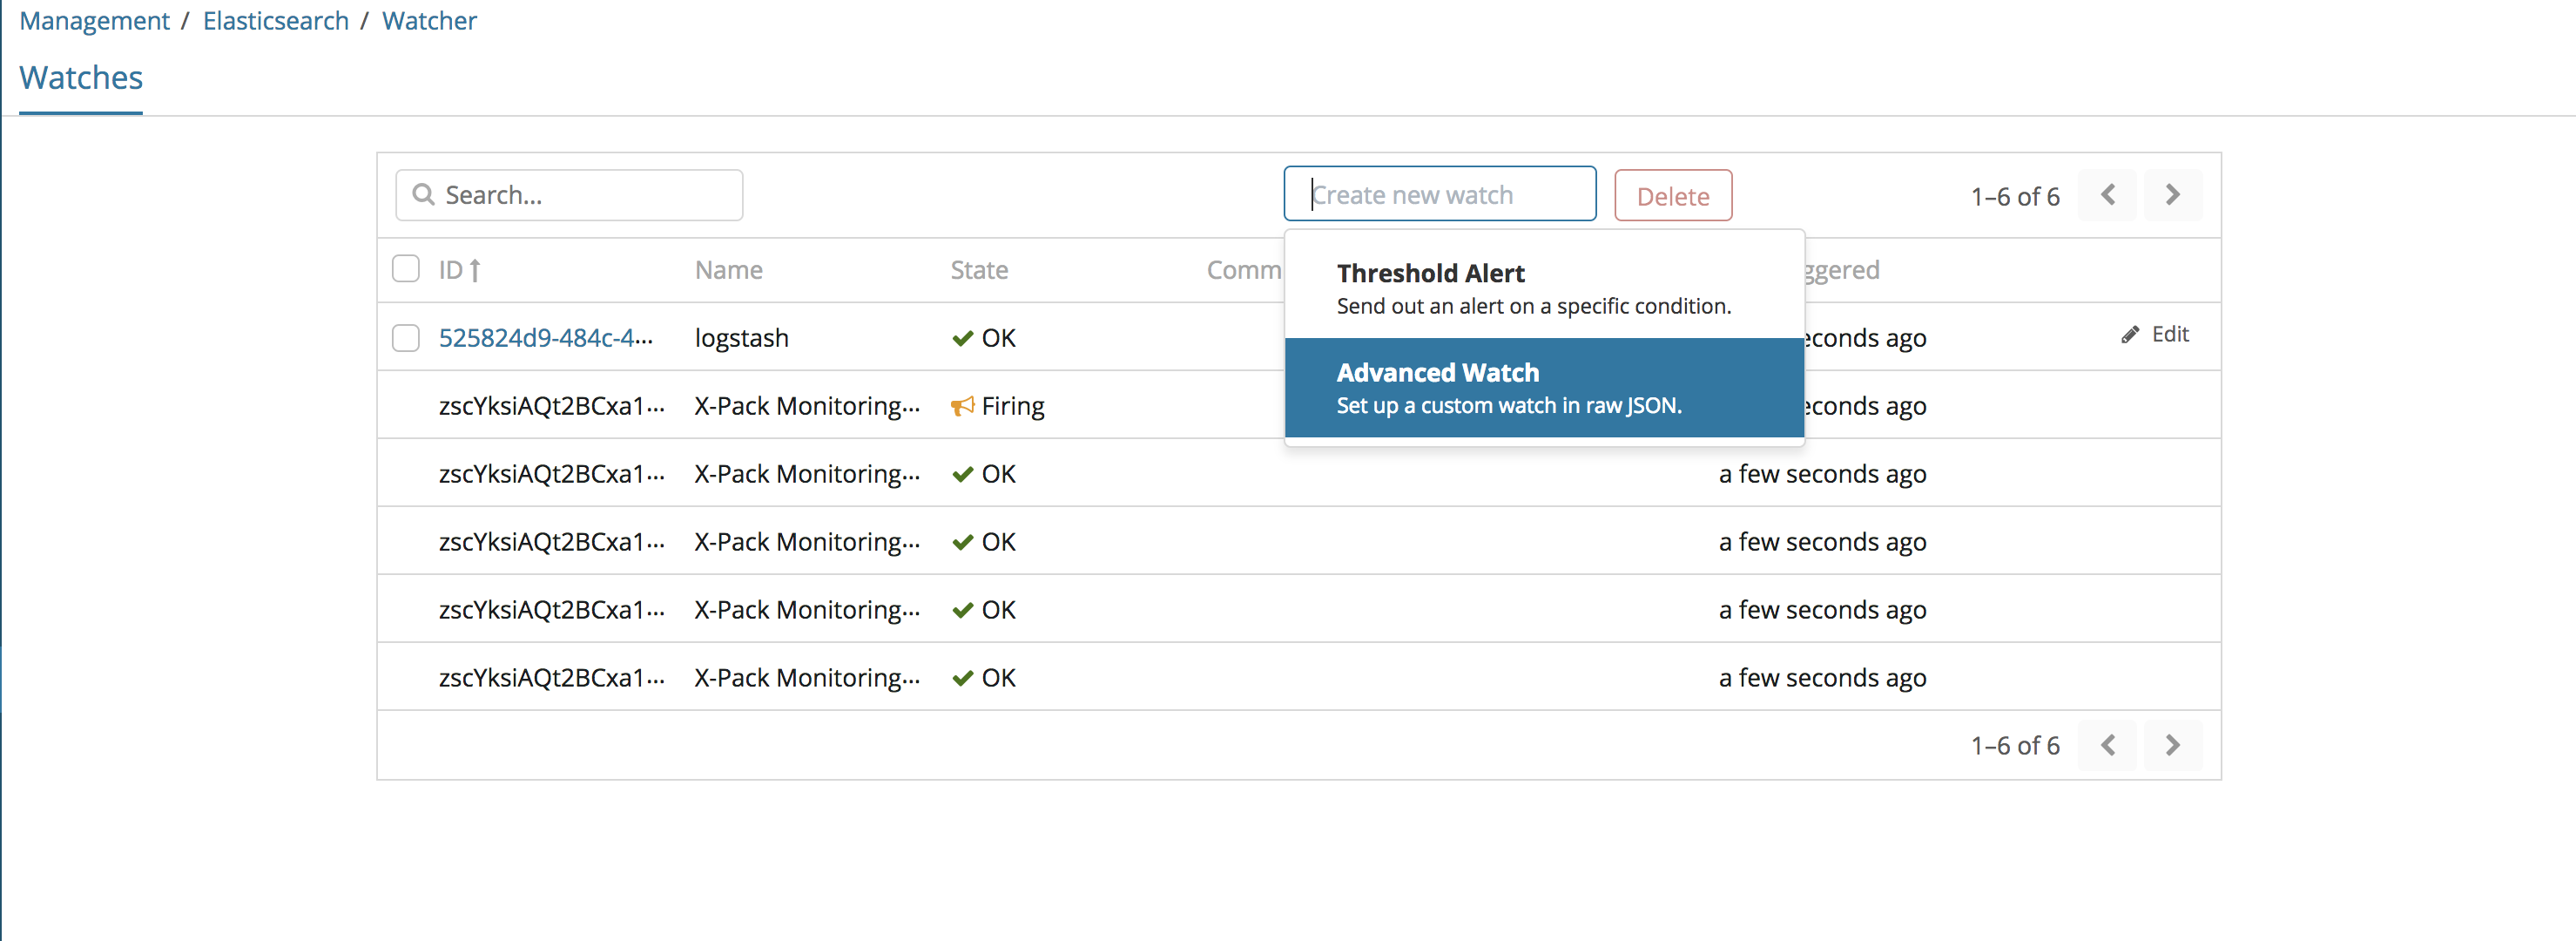 Management / Elasticsearch / Watcher
Watches
Search... Create new watch Delete 1–6 of 6
ID Name State Comm ggered
Threshold Alert
Send out an alert on a specific condition.
525824d9-484c-4... logstash OK econds ago Edit
Advanced Watch
Set up a custom watch in raw JSON.
zscYksiAQt2BCxa1... X-Pack Monitoring... Firing econds ago
zscYksiAQt2BCxa1... X-Pack Monitoring... OK a few seconds ago
zscYksiAQt2BCxa1... X-Pack Monitoring... OK a few seconds ago
zscYksiAQt2BCxa1... X-Pack Monitoring... OK a few seconds ago
zscYksiAQt2BCxa1... X-Pack Monitoring... OK a few seconds ago
1–6 of 6